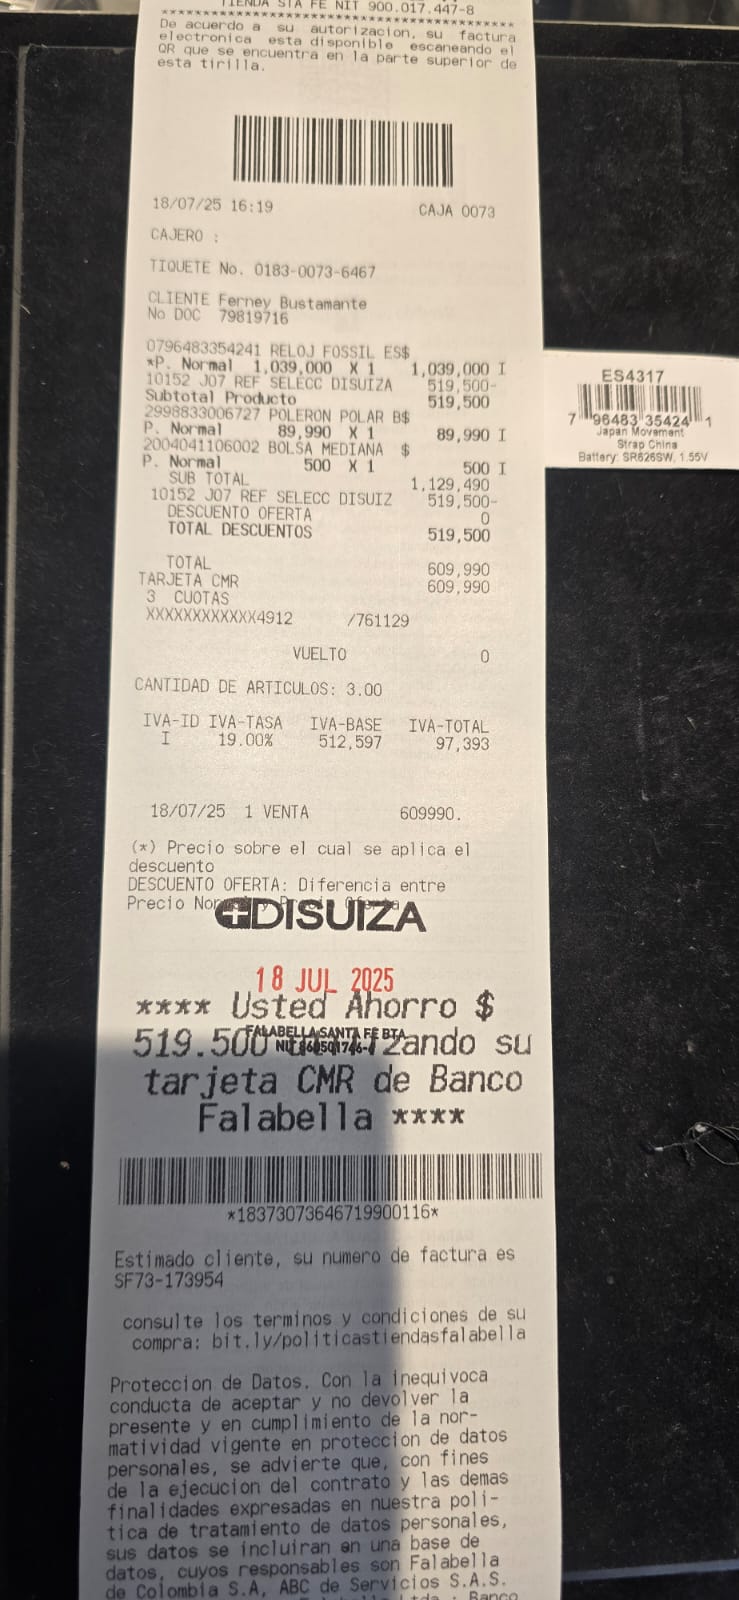 TIENDA STA FE NIT 900.017.447-8
****************************************
De acuerdo a su autorizacion, su factura
electronica esta disponible escaneando el
QR que se encuentra en la parte superior de
esta tirilla.
18/07/25 16:19 CAJA 0073
CAJERO :
TIQUETE No. 0183-0073-6467
CLIENTE Ferney Bustamante
No DOC 79819716
0796483354241 RELOJ FOSSIL ES$
*P. Normal 1,039,000 X 1 1,039,000 I
10152 J07 REF SELECC DISUIZA 519,500-
Subtotal Producto 519,500
2998833006727 POLERON POLAR B$
P. Normal 89,990 X 1 89,990 I
2004041106002 BOLSA MEDIANA $
P. Normal 500 X 1 500 I
SUB TOTAL 1,129,490
10152 J07 REF SELECC DISUIZ 519,500-
DESCUENTO OFERTA 0
TOTAL DESCUENTOS 519,500
TOTAL 609,990
TARJETA CMR 609,990
3 CUOTAS
XXXXXXXXXXXX4912 /761129
VUELTO 0
CANTIDAD DE ARTICULOS: 3.00
IVA-ID IVA-TASA IVA-BASE IVA-TOTAL
I 19.00% 512,597 97,393
18/07/25 1 VENTA 609990.
(*) Precio sobre el cual se aplica el
descuento
DESCUENTO OFERTA: Diferencia entre
Precio
DISUIZA
18 JUL 2025
**** Usted Ahorro $
519.500 su
FALABELLA SANTA FE BTA
tarjeta CMR de Banco
Falabella ****
*18373073646719900116*
Estimado cliente, su numero de factura es
SF73-173954
consulte los terminos y condiciones de su
compra: bit.ly/politicastiendasfalabella
Proteccion de Datos. Con la inequivoca
conducta de aceptar y no devolver la
presente y en cumplimiento de la nor-
matividad vigente en proteccion de datos
personales, se advierte que, con fines
de la ejecucion del contrato y las demas
finalidades expresadas en nuestra poli-
tica de tratamiento de datos personales,
sus datos se incluiran en una base de
datos, cuyos responsables son Falabella
de Colombia S.A, ABC de Servicios S.A.S.
Banco
ES4317
7 96483 35424 1
Japan Movement
Strap China
Battery: SR626SW, 1.55V